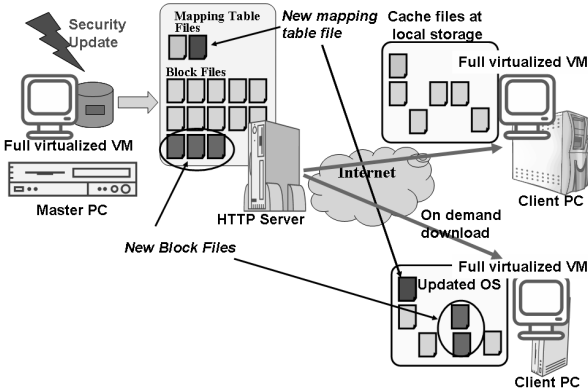 Security
Update
Mapping Table
Files
New mapping
table file
Cache files at
local storage
Full virtualized VM
Block Files
Full virtualized VM
Master PC
HTTP Server
Internet
Client PC
On demand
download
New Block Files
Full virtualized VM
Updated OS
Client PC